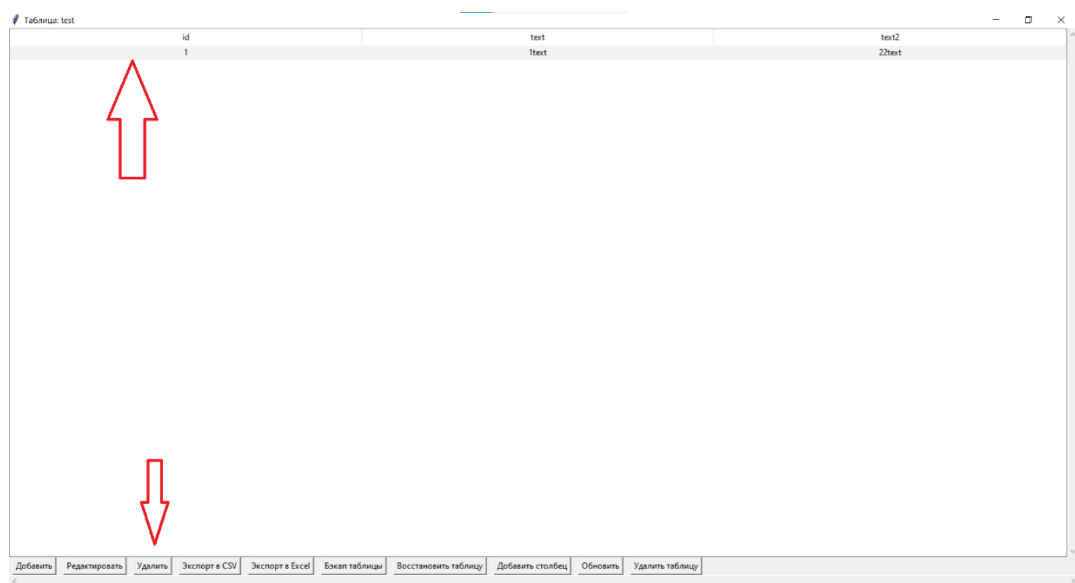 Таблица: test
id text text2
1 1text 22text
Добавить Редактировать Удалить Экспорт в CSV Экспорт в Excel Бэкап таблицы Восстановить таблицу Добавить столбец Обновить Удалить таблицу